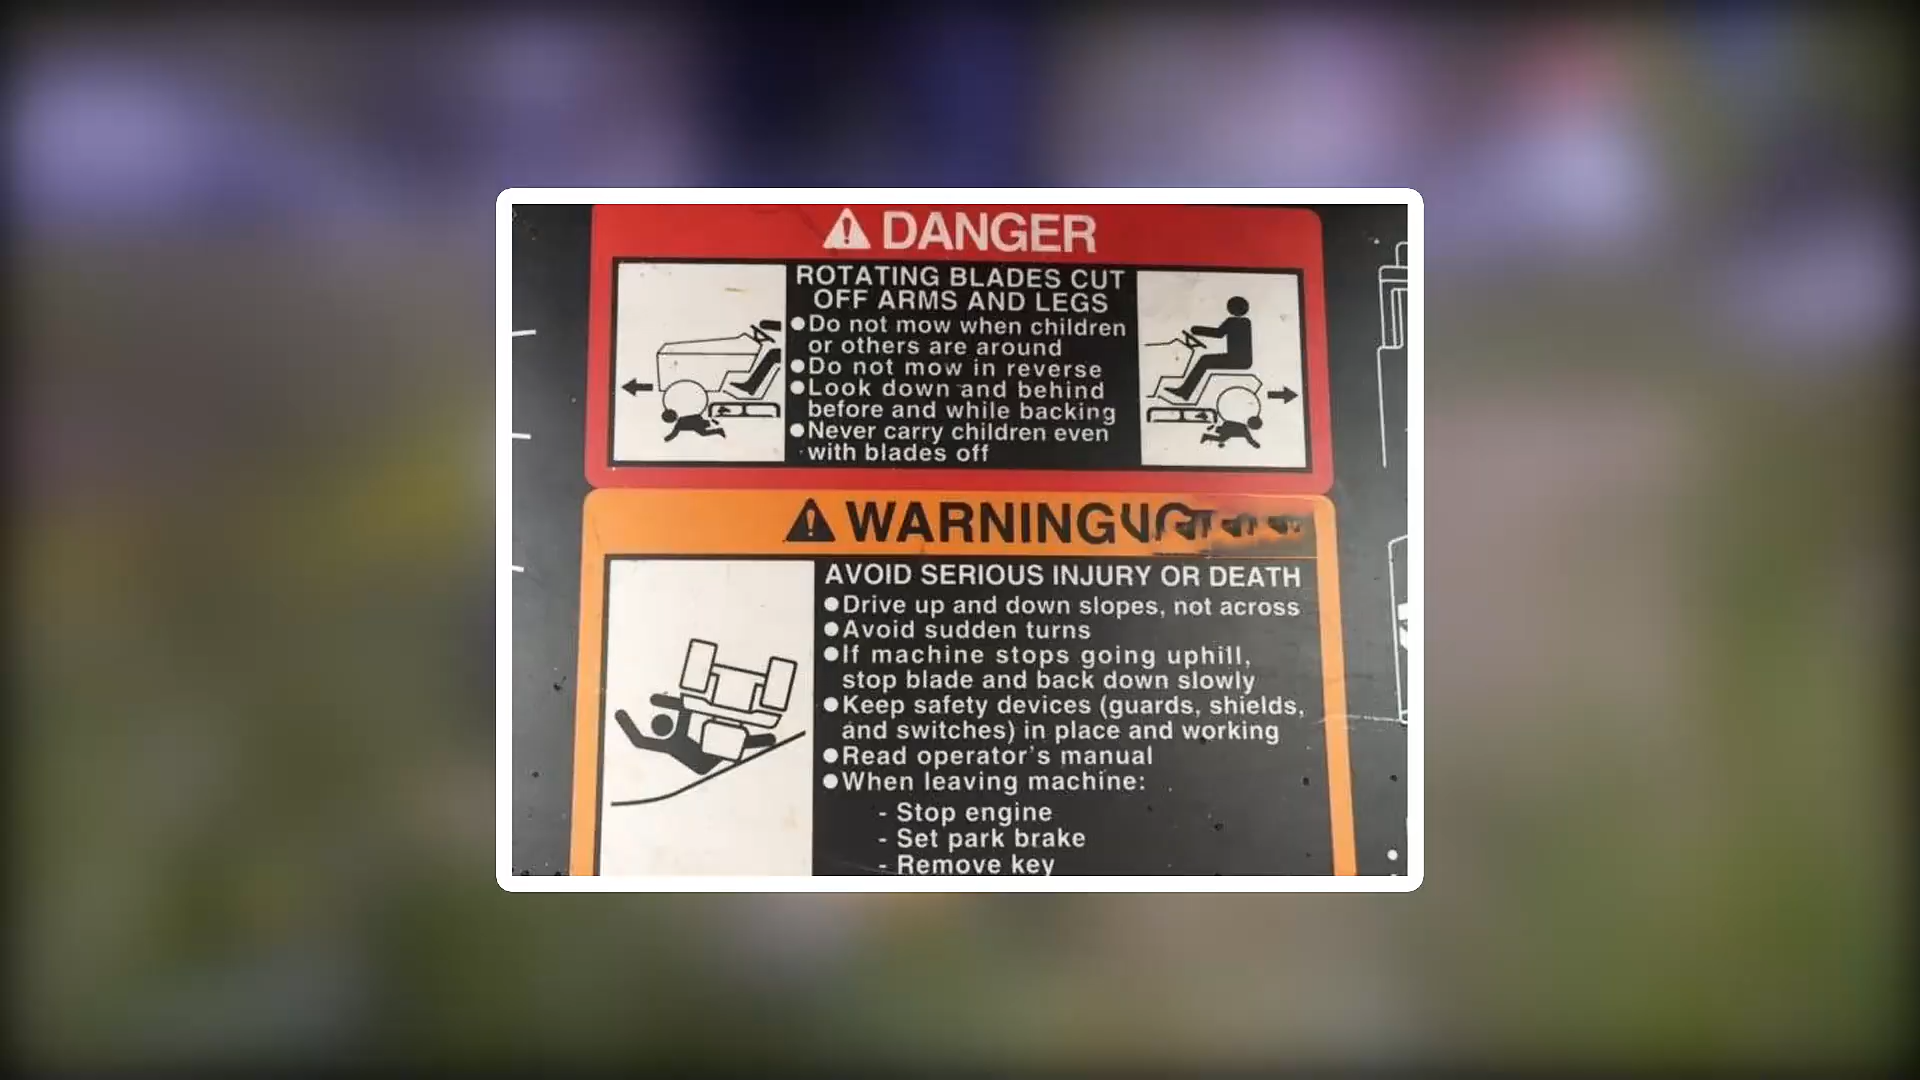 DANGER
ROTATING BLADES CUT
OFF ARMS AND LEGS
●Do not mow when children
or others are around
●Do not mow in reverse
●Look down and behind
before and while backing
●Never carry children even
with blades off
WARNING
AVOID SERIOUS INJURY OR DEATH
●Drive up and down slopes, not across
●Avoid sudden turns
●If machine stops going uphill,
stop blade and back down slowly
●Keep safety devices (guards, shields,
and switches) in place and working
●Read operator's manual
●When leaving machine:
- Stop engine
- Set park brake
- Remove key